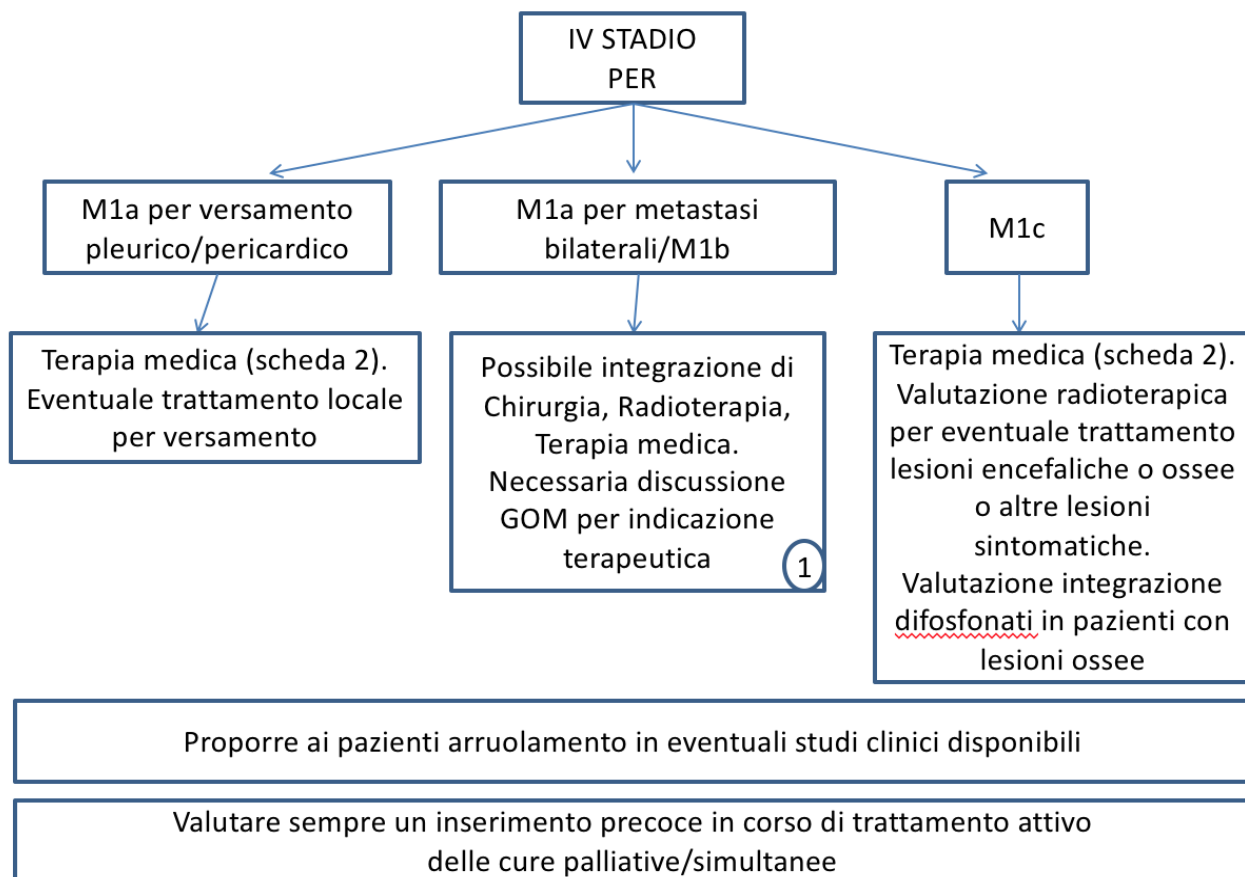 IV STADIO
PER
M1a per versamento
pleurico/pericardico
M1a per metastasi
bilaterali/M1b
M1c
Terapia medica (scheda 2).
Eventuale trattamento locale
per versamento
Possibile integrazione di
Chirurgia, Radioterapia,
Terapia medica.
Necessaria discussione
GOM per indicazione
terapeutica
1
Terapia medica (scheda 2).
Valutazione radioterapica
per eventuale trattamento
lesioni encefaliche o ossee
o altre lesioni
sintomatiche.
Valutazione integrazione
difosfonati in pazienti con
lesioni ossee
Proporre ai pazienti arruolamento in eventuali studi clinici disponibili
Valutare sempre un inserimento precoce in corso di trattamento attivo
delle cure palliative/simultanee